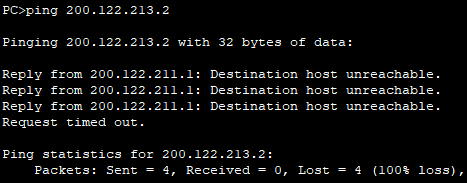 PC>ping 200.122.213.2
Pinging 200.122.213.2 with 32 bytes of data:
Reply from 200.122.211.1: Destination host unreachable.
Reply from 200.122.211.1: Destination host unreachable.
Reply from 200.122.211.1: Destination host unreachable.
Request timed out.
Ping statistics for 200.122.213.2:
    Packets: Sent = 4, Received = 0, Lost = 4 (100% loss),